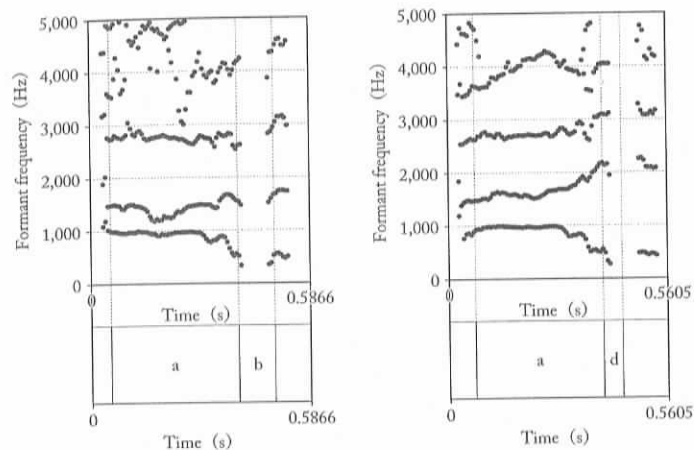 5,000
4,000
3,000
2,000
1,000
0
Formant frequency (Hz)
0
0.5866
Time (s)
a
b
0
0.5866
Time (s)
5,000
4,000
3,000
2,000
1,000
0
Formant frequency (Hz)
0
0.5605
Time (s)
a
d
0
0.5605
Time (s)